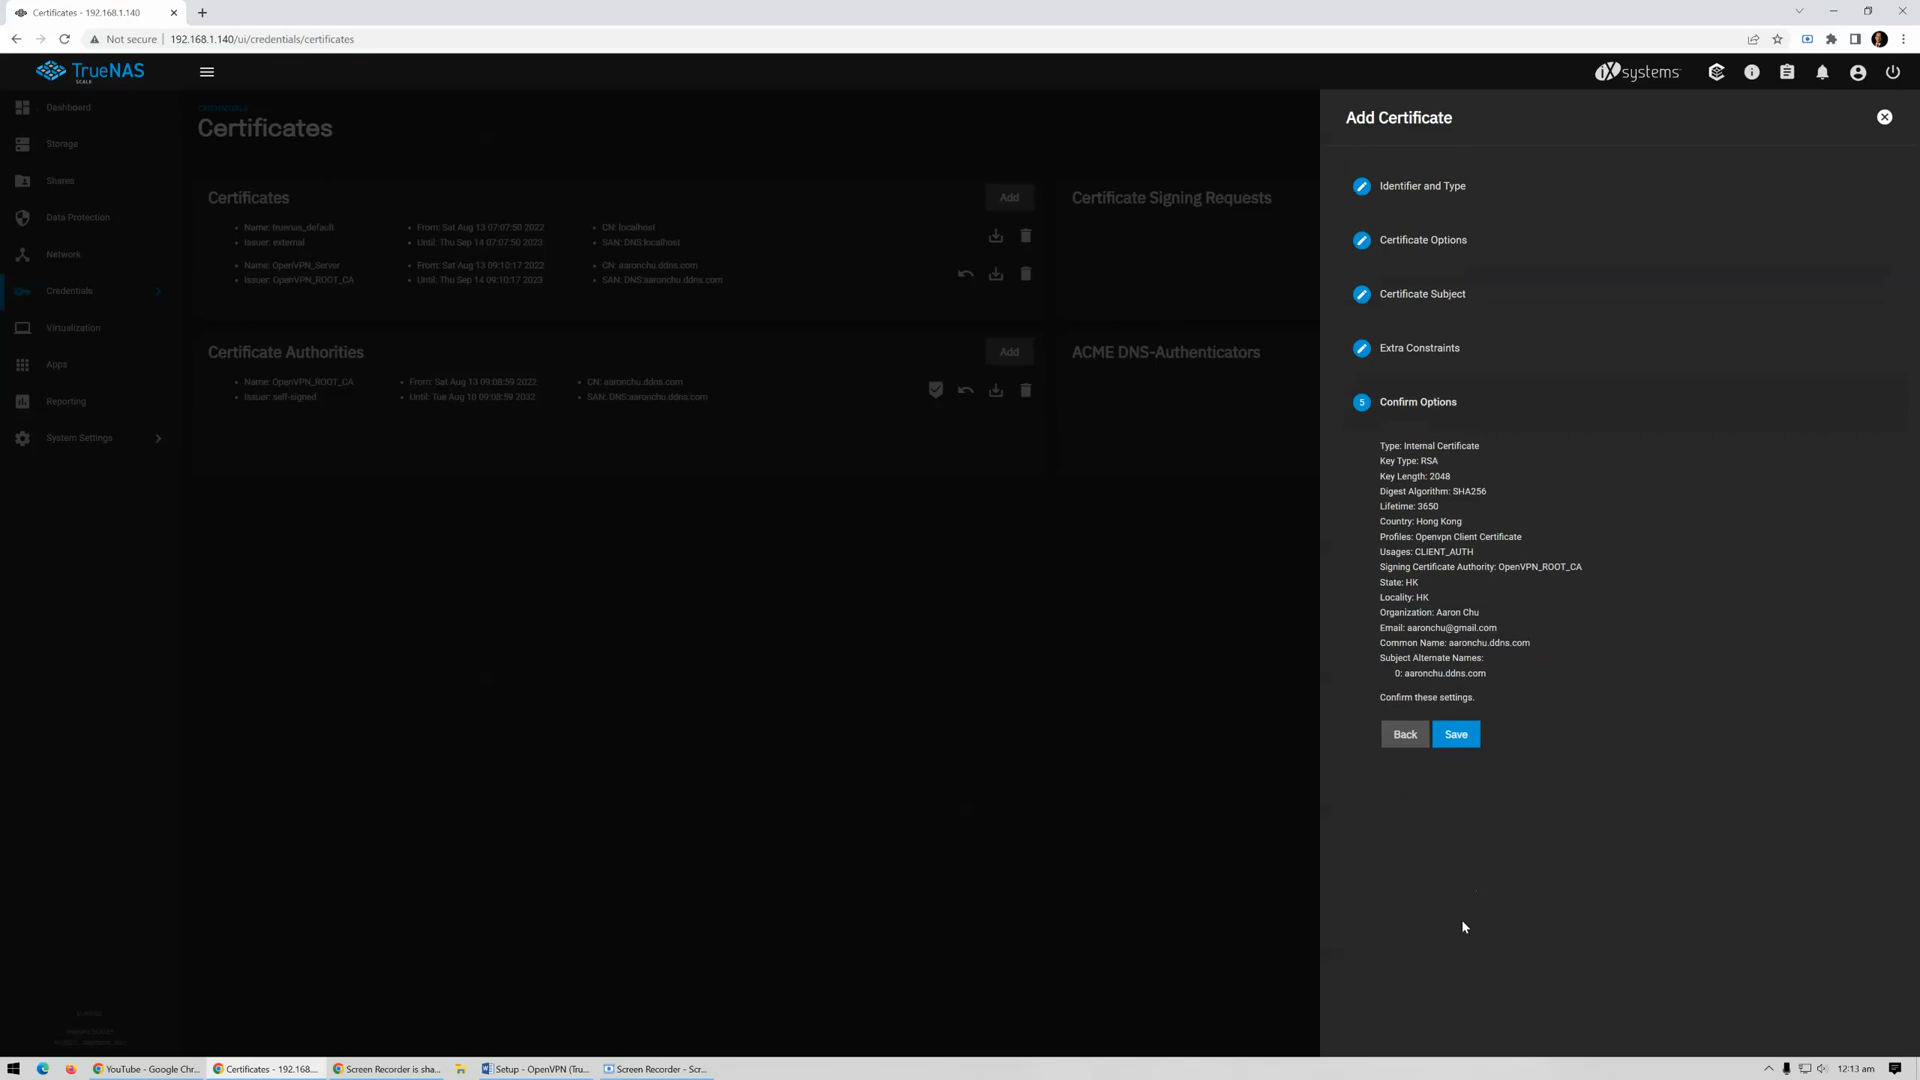 Certificates - 192.168.1.140
Not secure
192.168.1.140/ui/credentials/certificates
TrueNAS
SCALE
iXsystems
Dashboard
Storage
Shares
Data Protection
Network
Credentials
Virtualization
Apps
Reporting
System Settings
CREDENTIALS
Certificates
Certificates
Add
Name: truenas_default
Issuer: external
From: Sat Aug 13 07:07:50 2022
Until: Thu Sep 14 07:07:50 2023
CN: localhost
SAN: DNS:localhost
Name: OpenVPN_Server
Issuer: OpenVPN_ROOT_CA
From: Sat Aug 13 09:10:17 2022
Until: Thu Sep 14 09:10:17 2023
CN: aaronchu.ddns.com
SAN: DNS:aaronchu.ddns.com
Certificate Signing Requests
Certificate Authorities
Add
Name: OpenVPN_ROOT_CA
Issuer: self-signed
From: Sat Aug 13 09:08:59 2022
Until: Tue Aug 10 09:08:59 2032
CN: aaronchu.ddns.com
SAN: DNS:aaronchu.ddns.com
ACME DNS-Authenticators
Add Certificate
Identifier and Type
Certificate Options
Certificate Subject
Extra Constraints
5 Confirm Options
Type: Internal Certificate
Key Type: RSA
Key Length: 2048
Digest Algorithm: SHA256
Lifetime: 3650
Country: Hong Kong
Profiles: Openvpn Client Certificate
Usages: CLIENT_AUTH
Signing Certificate Authority: OpenVPN_ROOT_CA
State: HK
Locality: HK
Organization: Aaron Chu
Email: aaronchu@gmail.com
Common Name: aaronchu.ddns.com
Subject Alternate Names:
0: aaronchu.ddns.com
Confirm these settings.
Back
Save
YouTube - Google Chr...
Certificates - 192.168....
Screen Recorder is sha...
Setup - OpenVPN (Tru...
Screen Recorder - Scr...
12:13 am